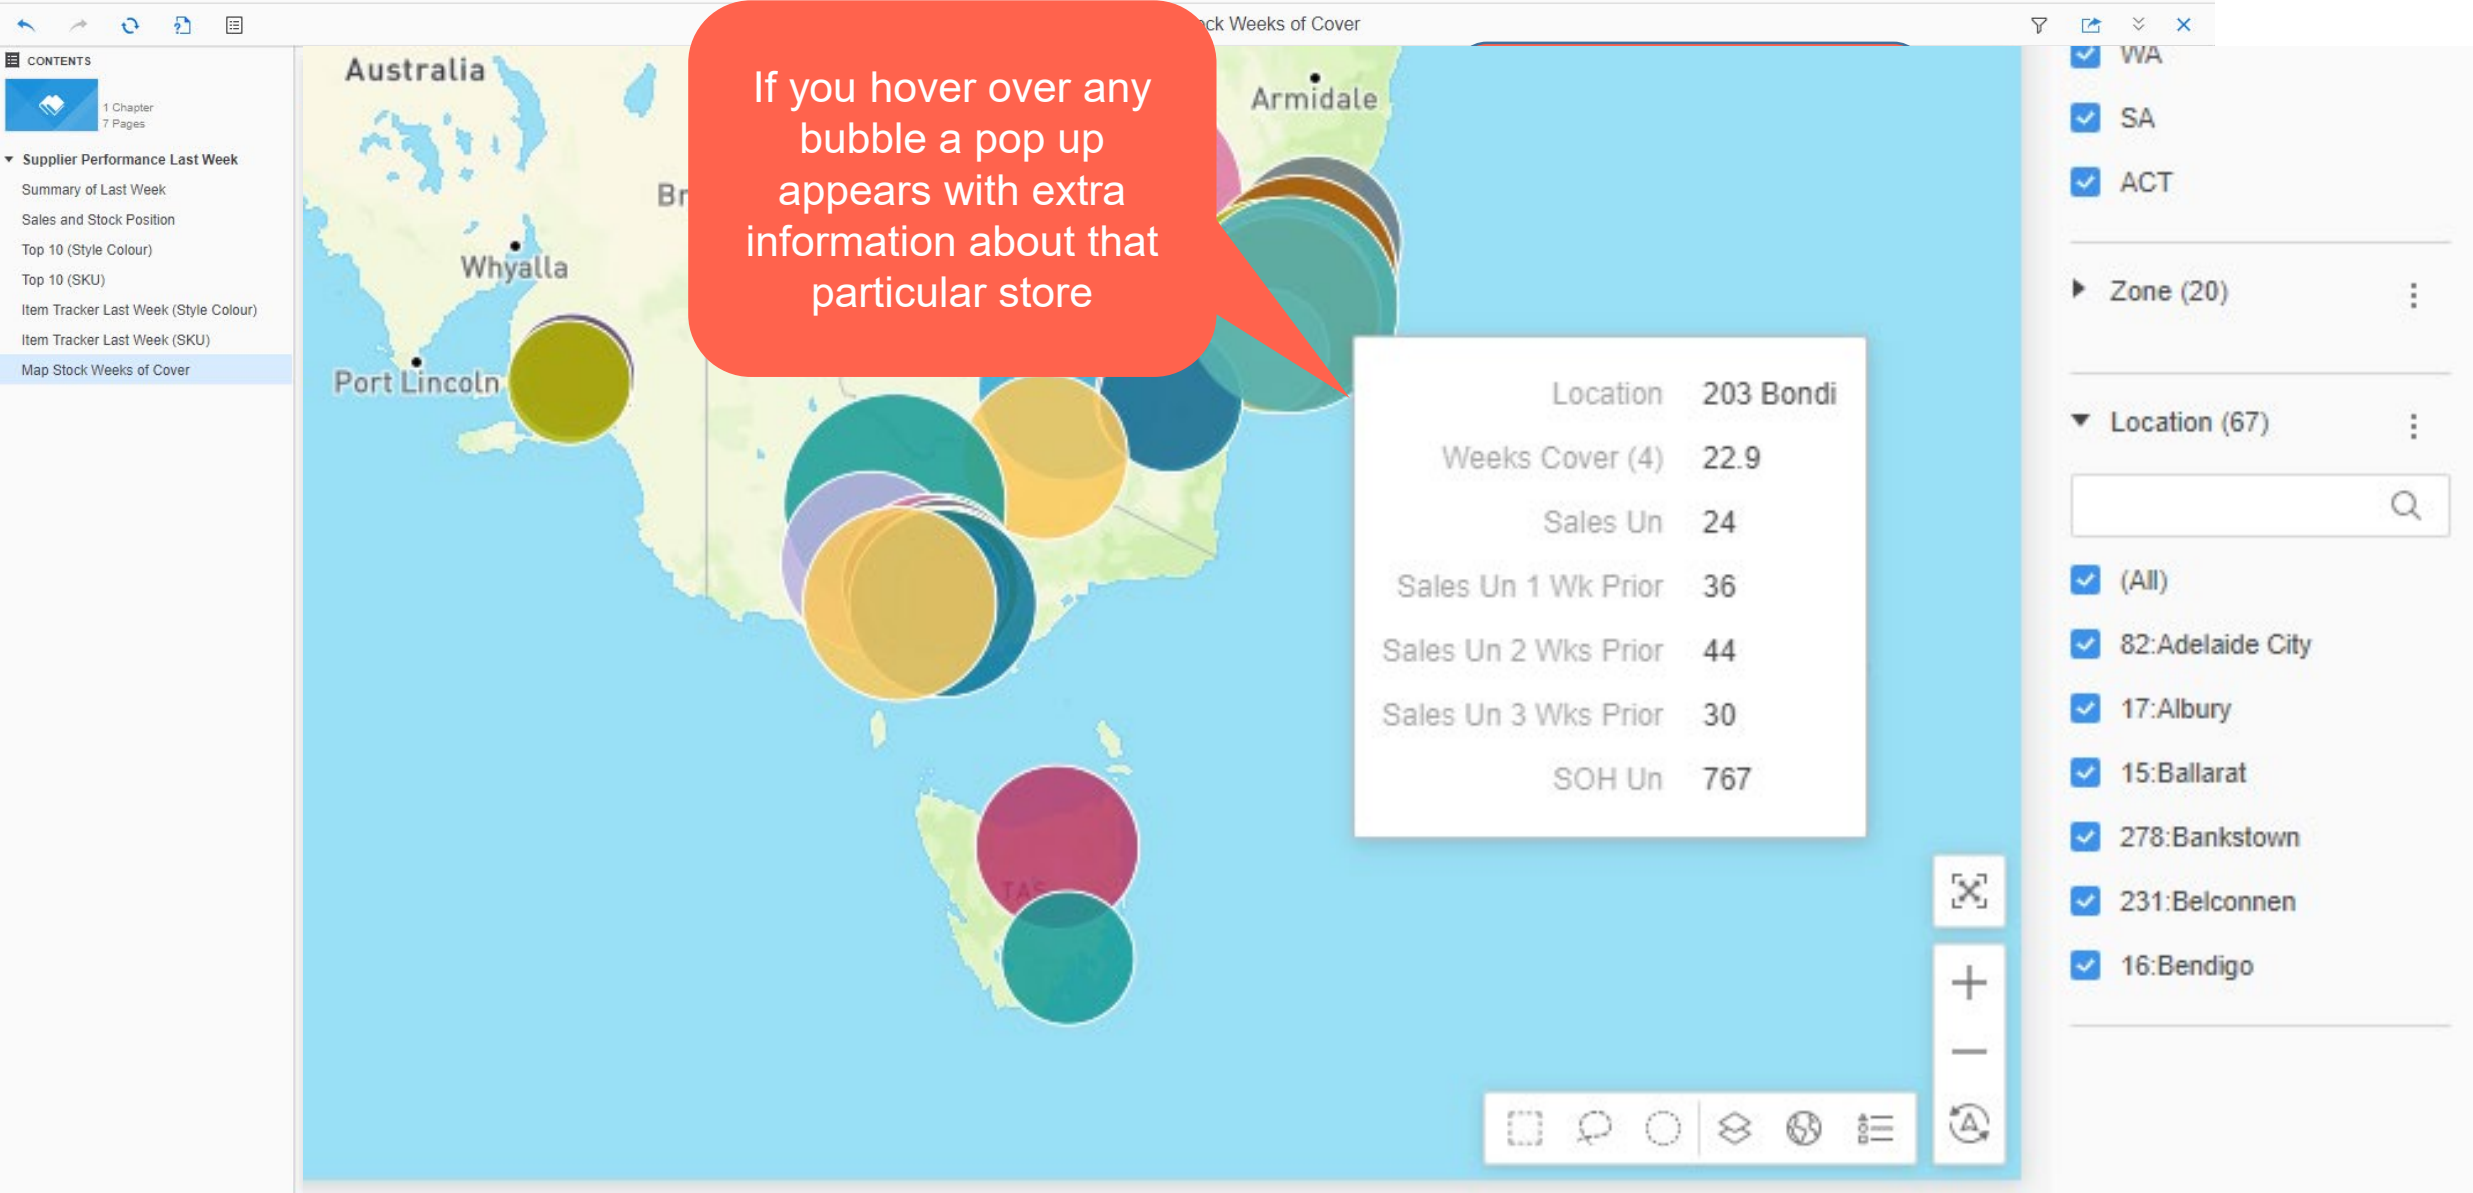 ck Weeks of Cover
CONTENTS
1 Chapter
7 Pages
Supplier Performance Last Week
Summary of Last Week
Sales and Stock Position
Top 10 (Style Colour)
Top 10 (SKU)
Item Tracker Last Week (Style Colour)
Item Tracker Last Week (SKU)
Map Stock Weeks of Cover
Australia
Whyalla
Port Lincoln
Br
Armidale
TAS
If you hover over any
bubble a pop up
appears with extra
information about that
particular store
Location 203 Bondi
Weeks Cover (4) 22.9
Sales Un 24
Sales Un 1 Wk Prior 36
Sales Un 2 Wks Prior 44
Sales Un 3 Wks Prior 30
SOH Un 767
WA
SA
ACT
Zone (20)
Location (67)
(All)
82:Adelaide City
17:Albury
15:Ballarat
278:Bankstown
231:Belconnen
16:Bendigo